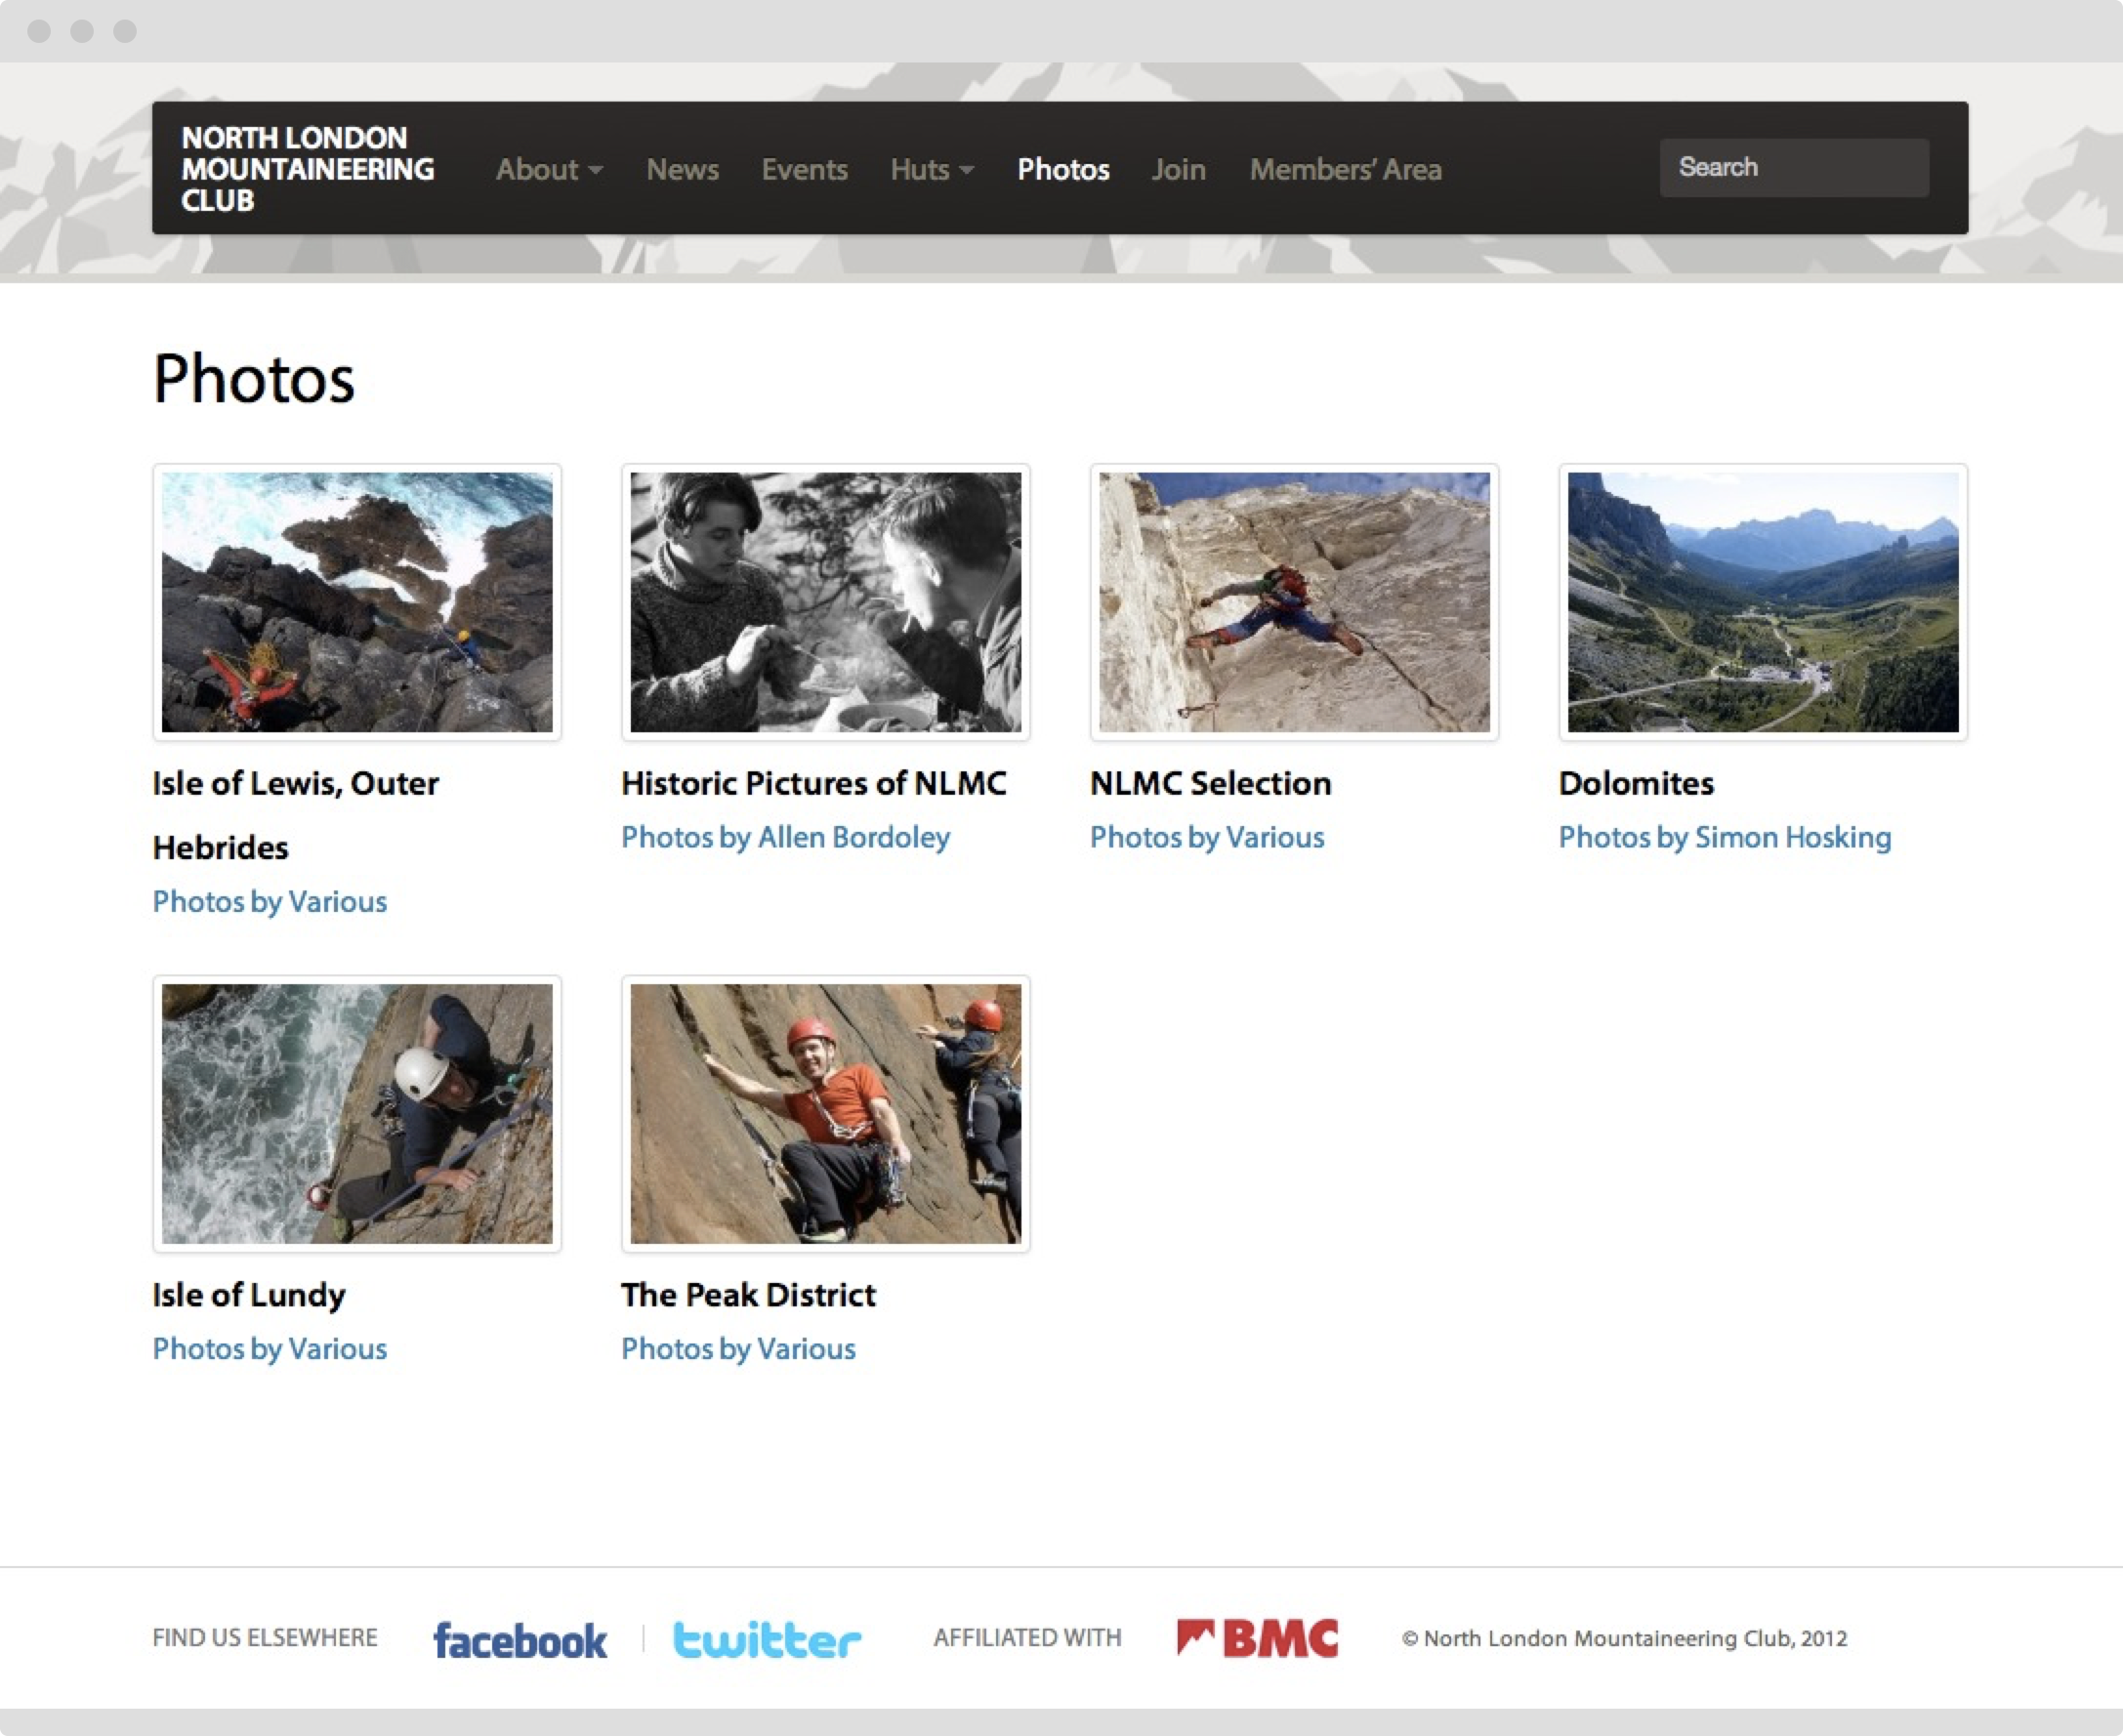 NORTH LONDON
MOUNTAINEERING
CLUB
About News Events Huts Photos Join Members’ Area
Search
Photos
Isle of Lewis, Outer
Hebrides
Photos by Various
Historic Pictures of NLMC
Photos by Allen Bordoley
NLMC Selection
Photos by Various
Dolomites
Photos by Simon Hosking
Isle of Lundy
Photos by Various
The Peak District
Photos by Various
FIND US ELSEWHERE facebook twitter AFFILIATED WITH BMC © North London Mountaineering Club, 2012